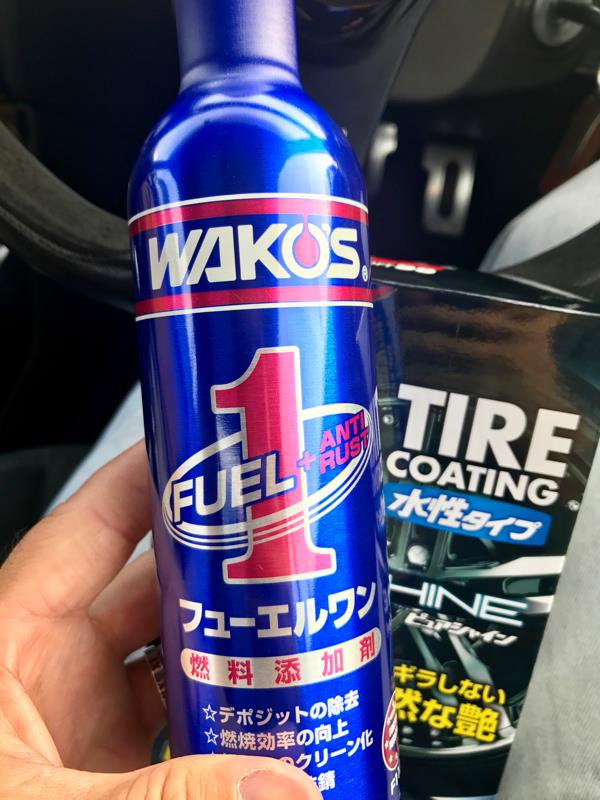 WAKO'S®
1
FUEL
+ANTI
RUST
フューエルワン
燃料添加剤
☆デポジットの除去
☆燃焼効率の向上
のクリーン化
錆
TIRE
COATING
水性タイプ
HINE
ピュアシャイン
ギラしない
然な艶